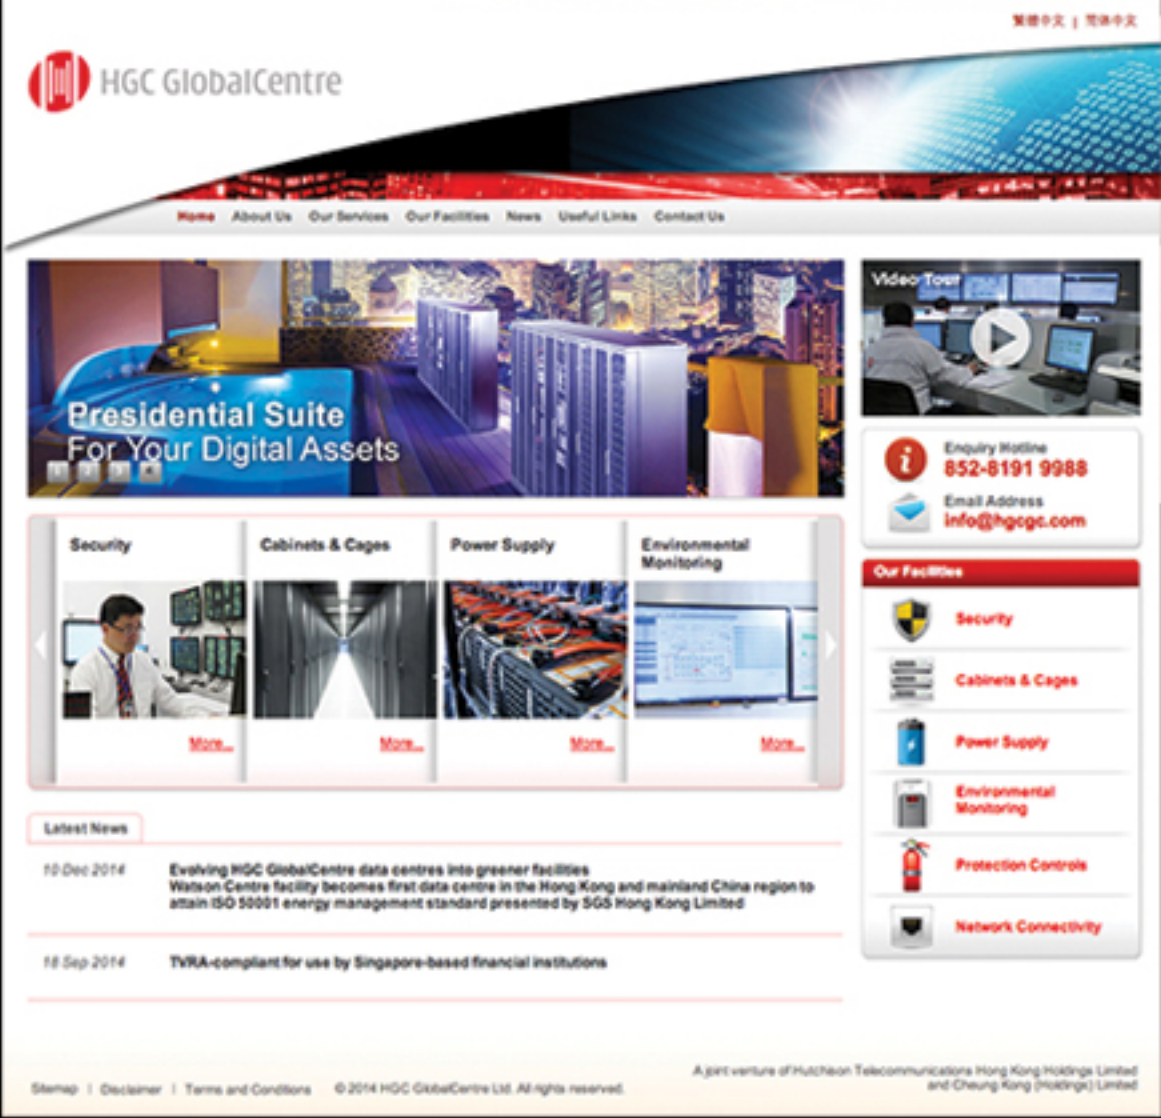 繁體中文 | 简体中文
HGC GlobalCentre
Home About Us Our Services Our Facilities News Useful Links Contact Us
Presidential Suite
For Your Digital Assets
1 2 3 4
Video Tour
Enquiry Hotline
852-8191 9988
Email Address
info@hgcgc.com
Security
Cabinets & Cages
Power Supply
Environmental
Monitoring
More...
More...
More...
More...
Our Facilities
Security
Cabinets & Cages
Power Supply
Environmental
Monitoring
Protection Controls
Network Connectivity
Latest News
10 Dec 2014
Evolving HGC GlobalCentre data centres into greener facilities
Watson Centre facility becomes first data centre in the Hong Kong and mainland China region to
attain ISO 50001 energy management standard presented by SGS Hong Kong Limited
18 Sep 2014
TVRA-compliant for use by Singapore-based financial institutions
Sitemap | Disclaimer | Terms and Conditions © 2014 HGC GlobalCentre Ltd. All rights reserved.
A joint venture of Hutchison Telecommunications Hong Kong Holdings Limited
and Cheung Kong (Holdings) Limited